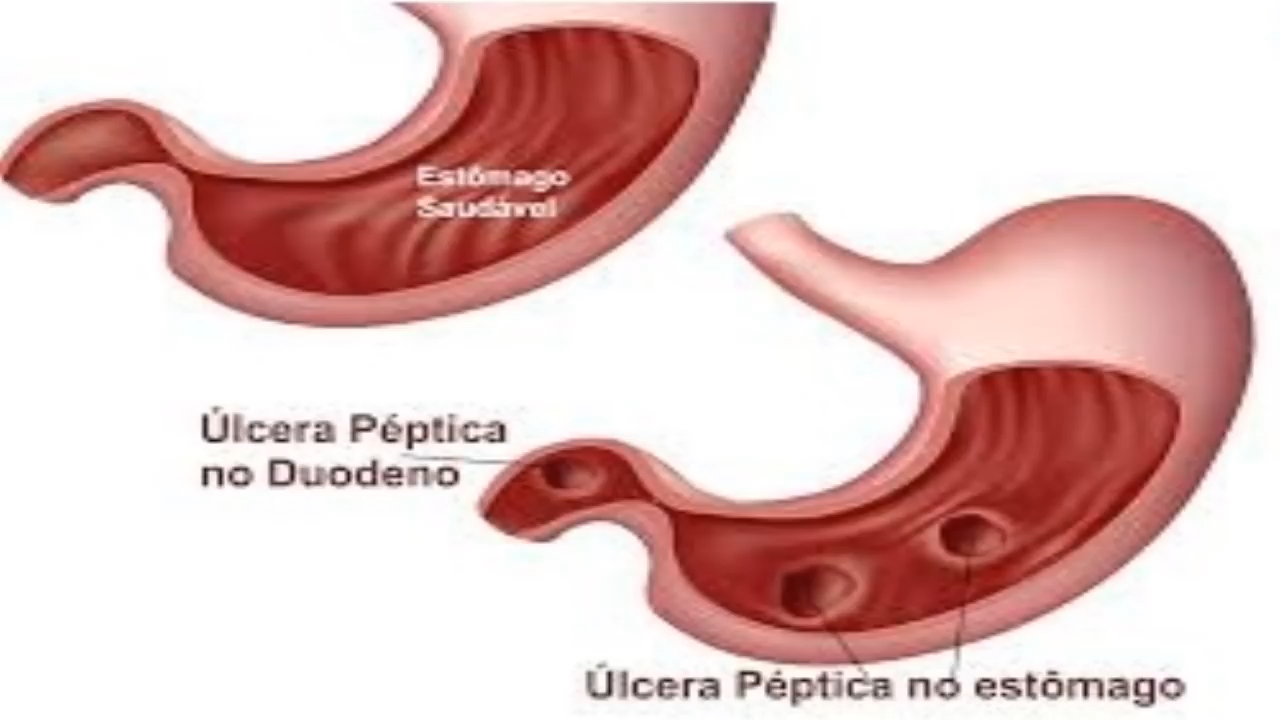 Estômago
Saudável
Úlcera Péptica
no Duodeno
Úlcera Péptica no estômago